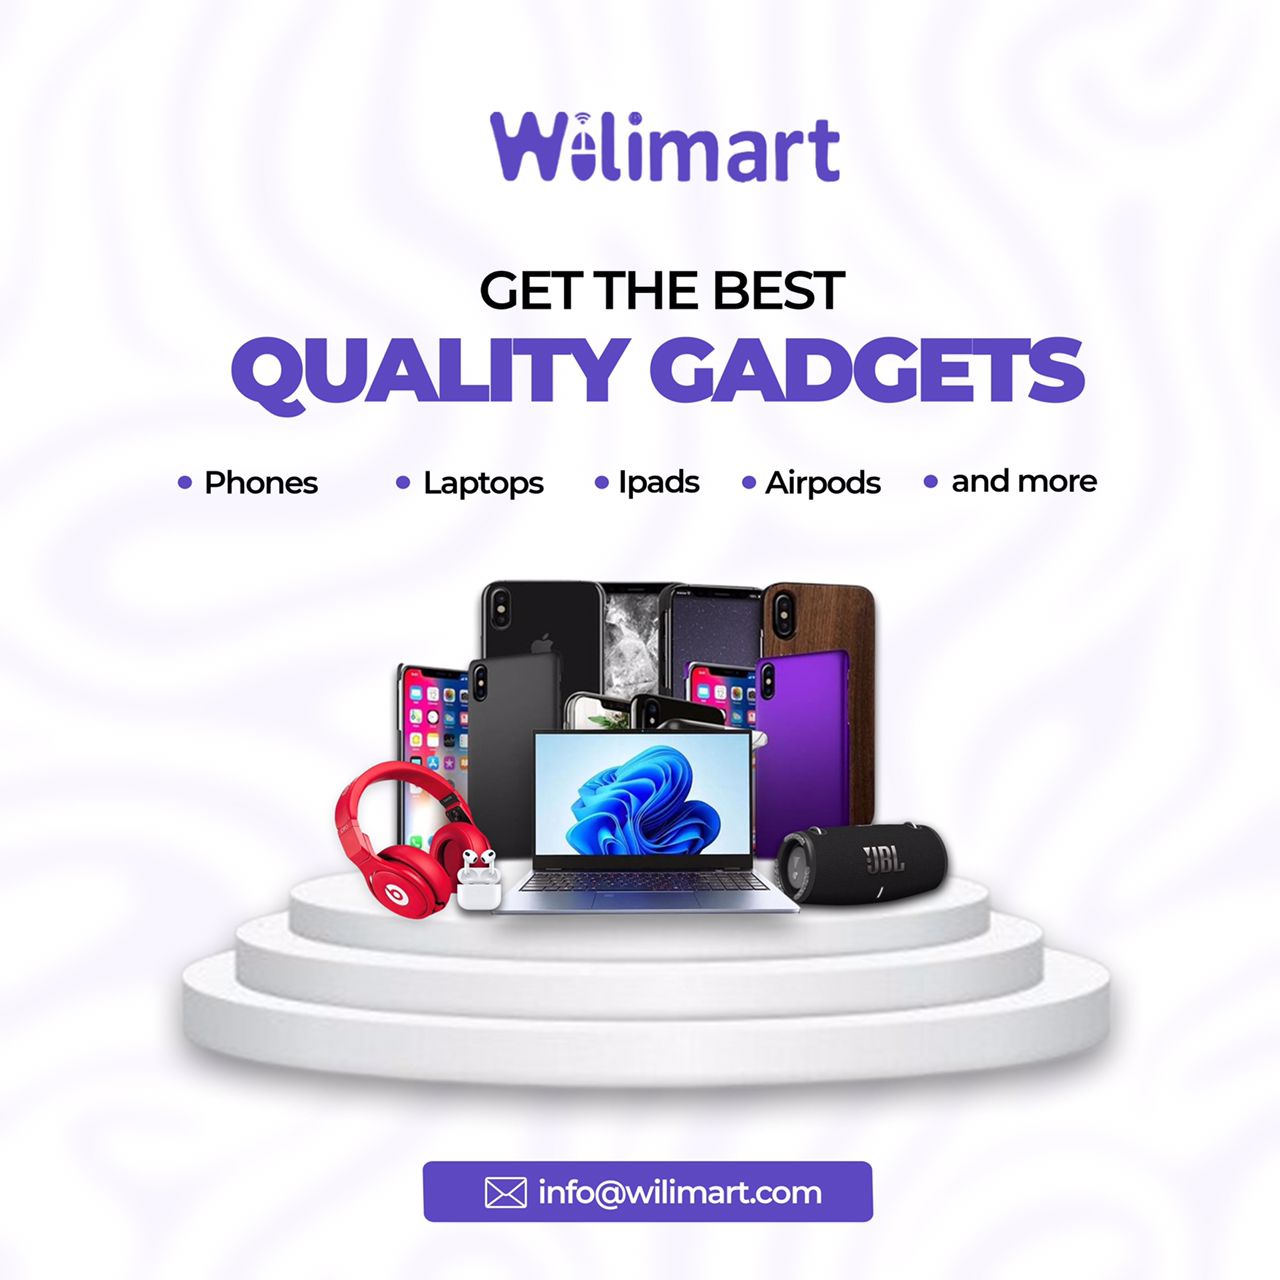 Wilimart
GET THE BEST
QUALITY GADGETS
• Phones • Laptops • Ipads • Airpods • and more
JBL
info@wilimart.com